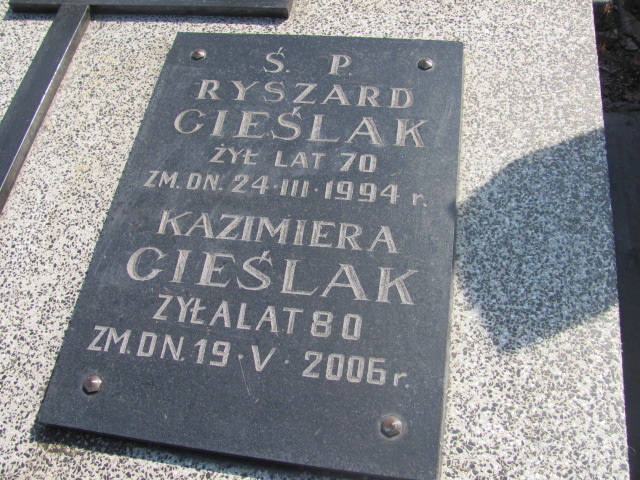 Ś. P.
RYSZARD
CIEŚLAK
ŻYŁ LAT 70
ZM. DN. 24·III·1994 r.
KAZIMIERA
CIEŚLAK
ŻYŁA LAT 80
ZM. DN. 19·V·2006 r.